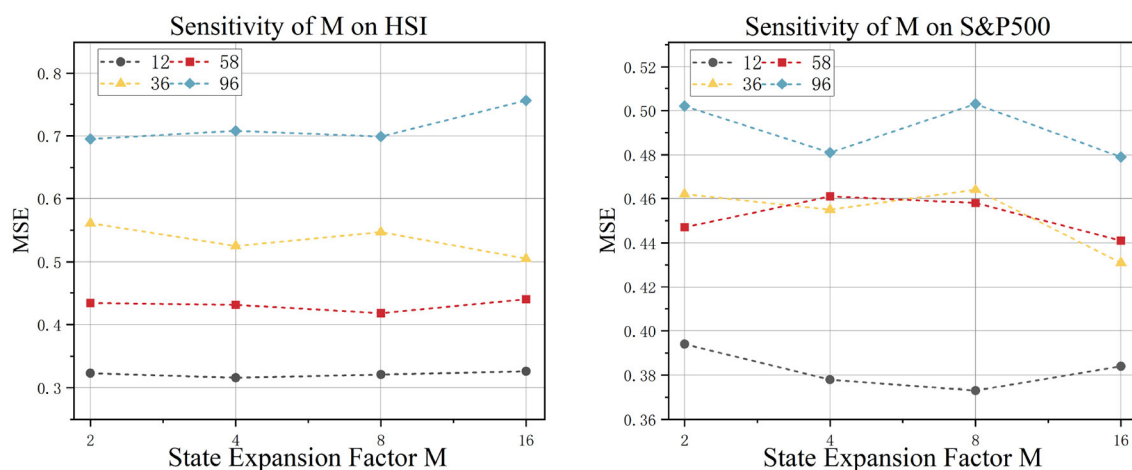 Sensitivity of M on HSI
12 58
36 96
0.8
0.7
0.6
0.5
0.4
0.3
MSE
2 4 8 16
State Expansion Factor M
Sensitivity of M on S&P500
12 58
36 96
0.52
0.50
0.48
0.46
0.44
0.42
0.40
0.38
0.36
MSE
2 4 8 16
State Expansion Factor M